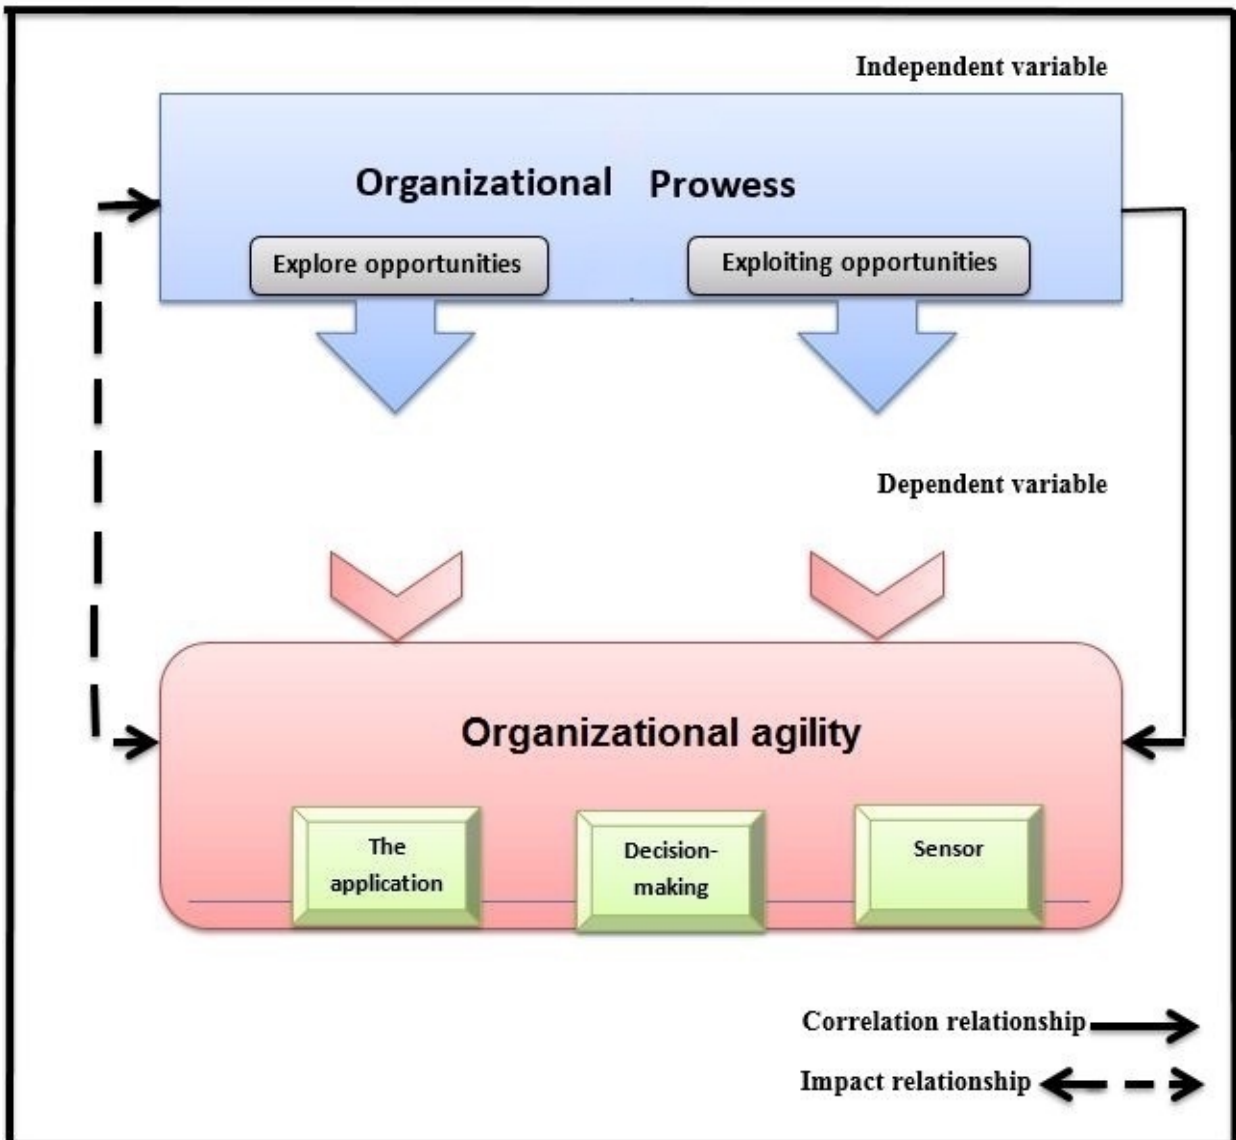 Independent variable
Organizational Prowess
Explore opportunities
Exploiting opportunities
Dependent variable
Organizational agility
The
application
Decision-
making
Sensor
Correlation relationship
Impact relationship